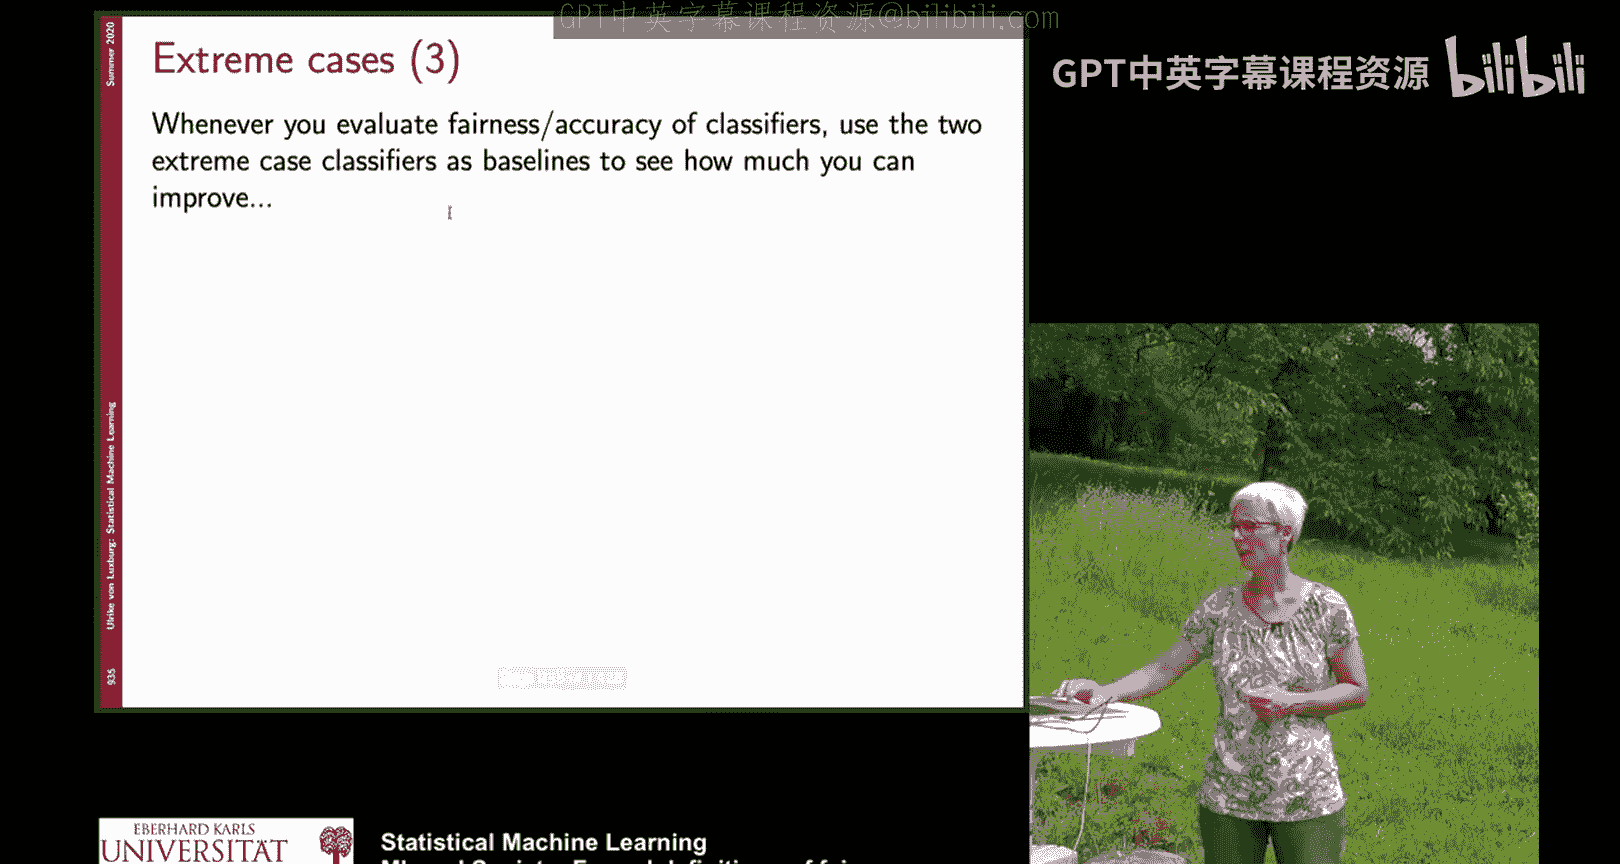 GPT中英字幕课程资源@bilibili.com
GPT中英字幕课程资源 bilibili
Summer 2020
Extreme cases (3)
Whenever you evaluate fairness/accuracy of classifiers, use the two
extreme case classifiers as baselines to see how much you can
improve...
Ulrike von Luxburg: Statistical Machine Learning
935
EBERHARD KARLS
UNIVERSITÄT
Statistical Machine Learning